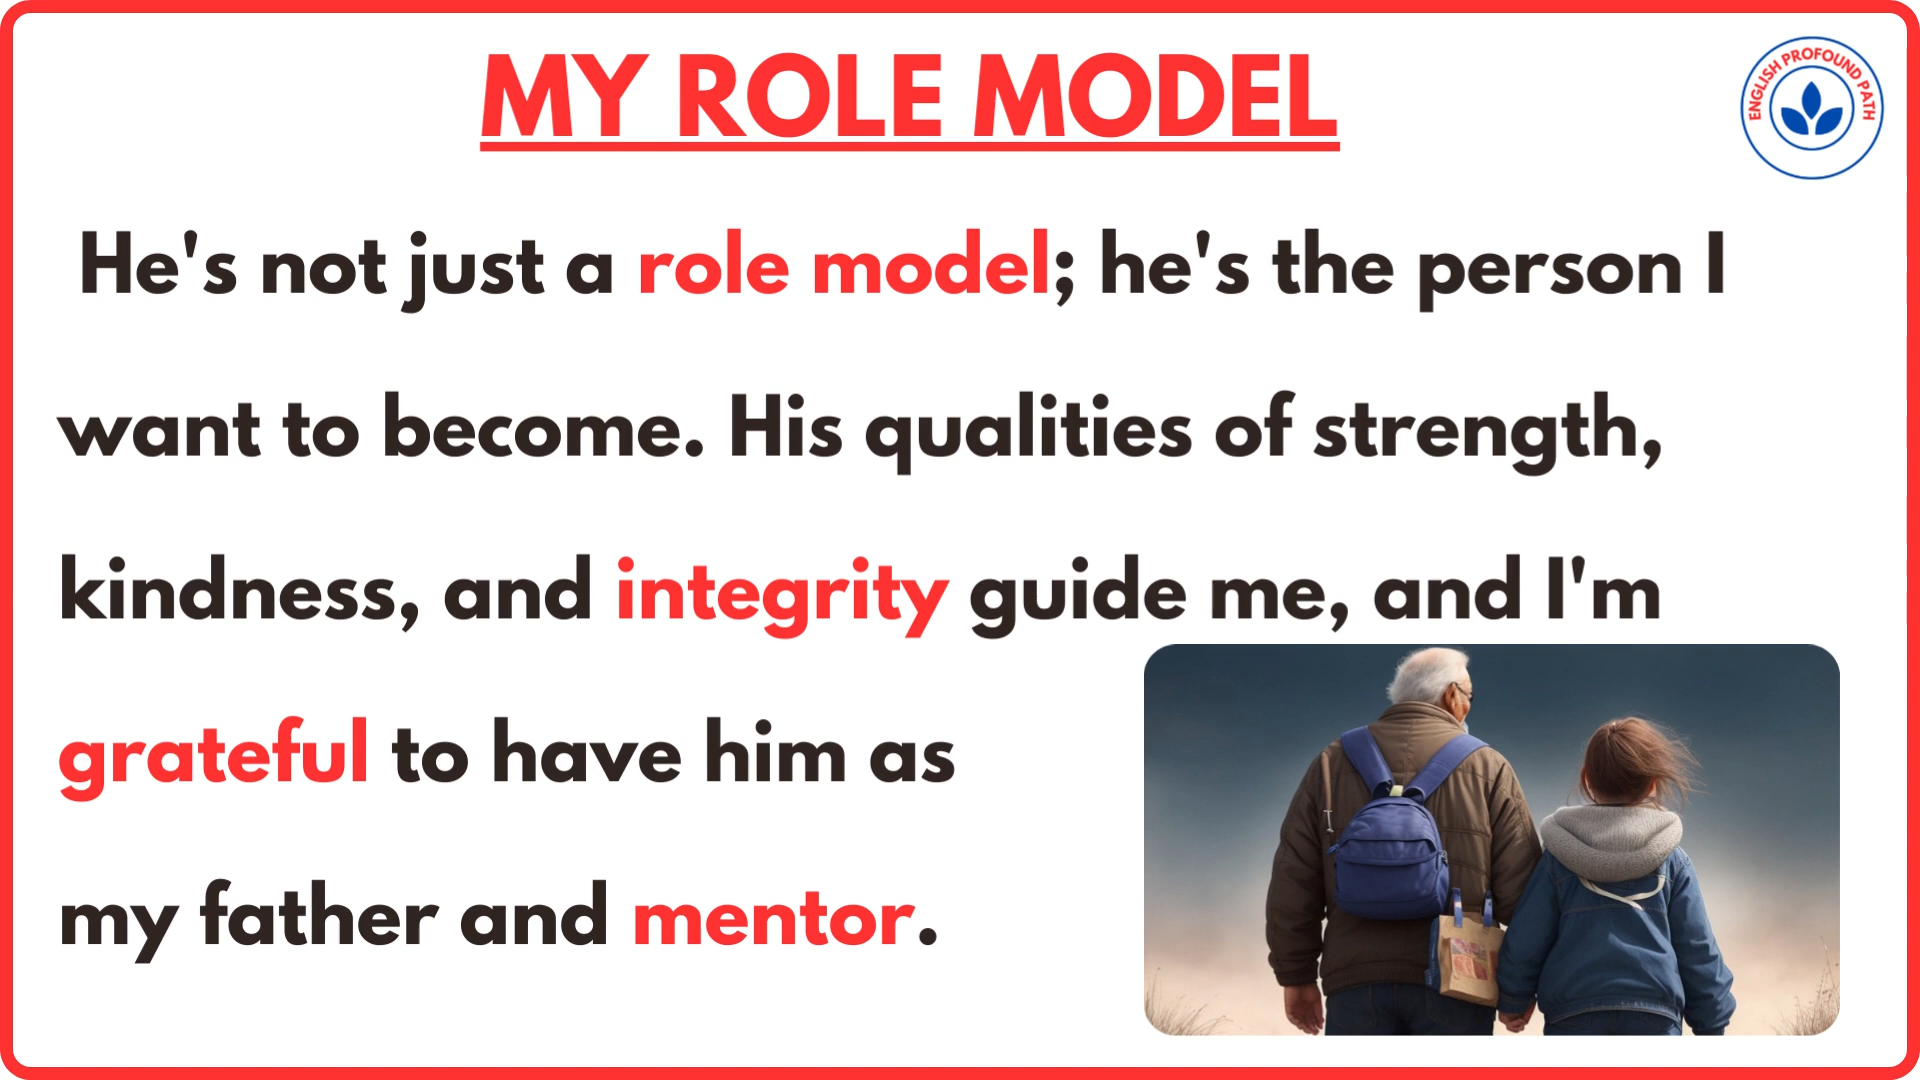 MY ROLE MODEL
ENGLISH PROFOUND PATH
He's not just a role model; he's the person I
want to become. His qualities of strength,
kindness, and integrity guide me, and I'm
grateful to have him as
my father and mentor.